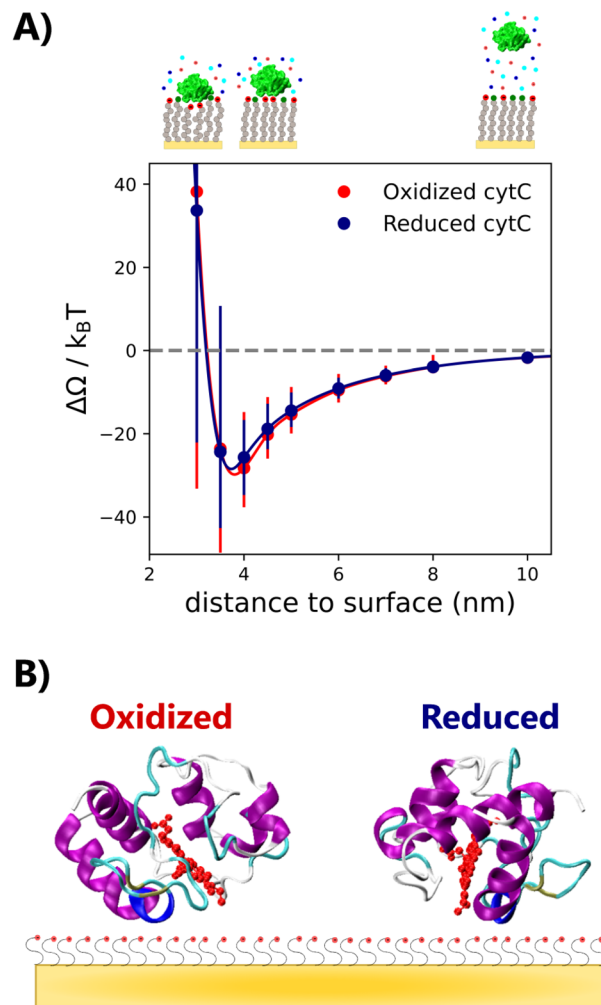 A)
Oxidized cytC
Reduced cytC
40
20
0
−20
−40
ΔΩ / k_BT
2
4
6
8
10
distance to surface (nm)
B)
Oxidized
Reduced